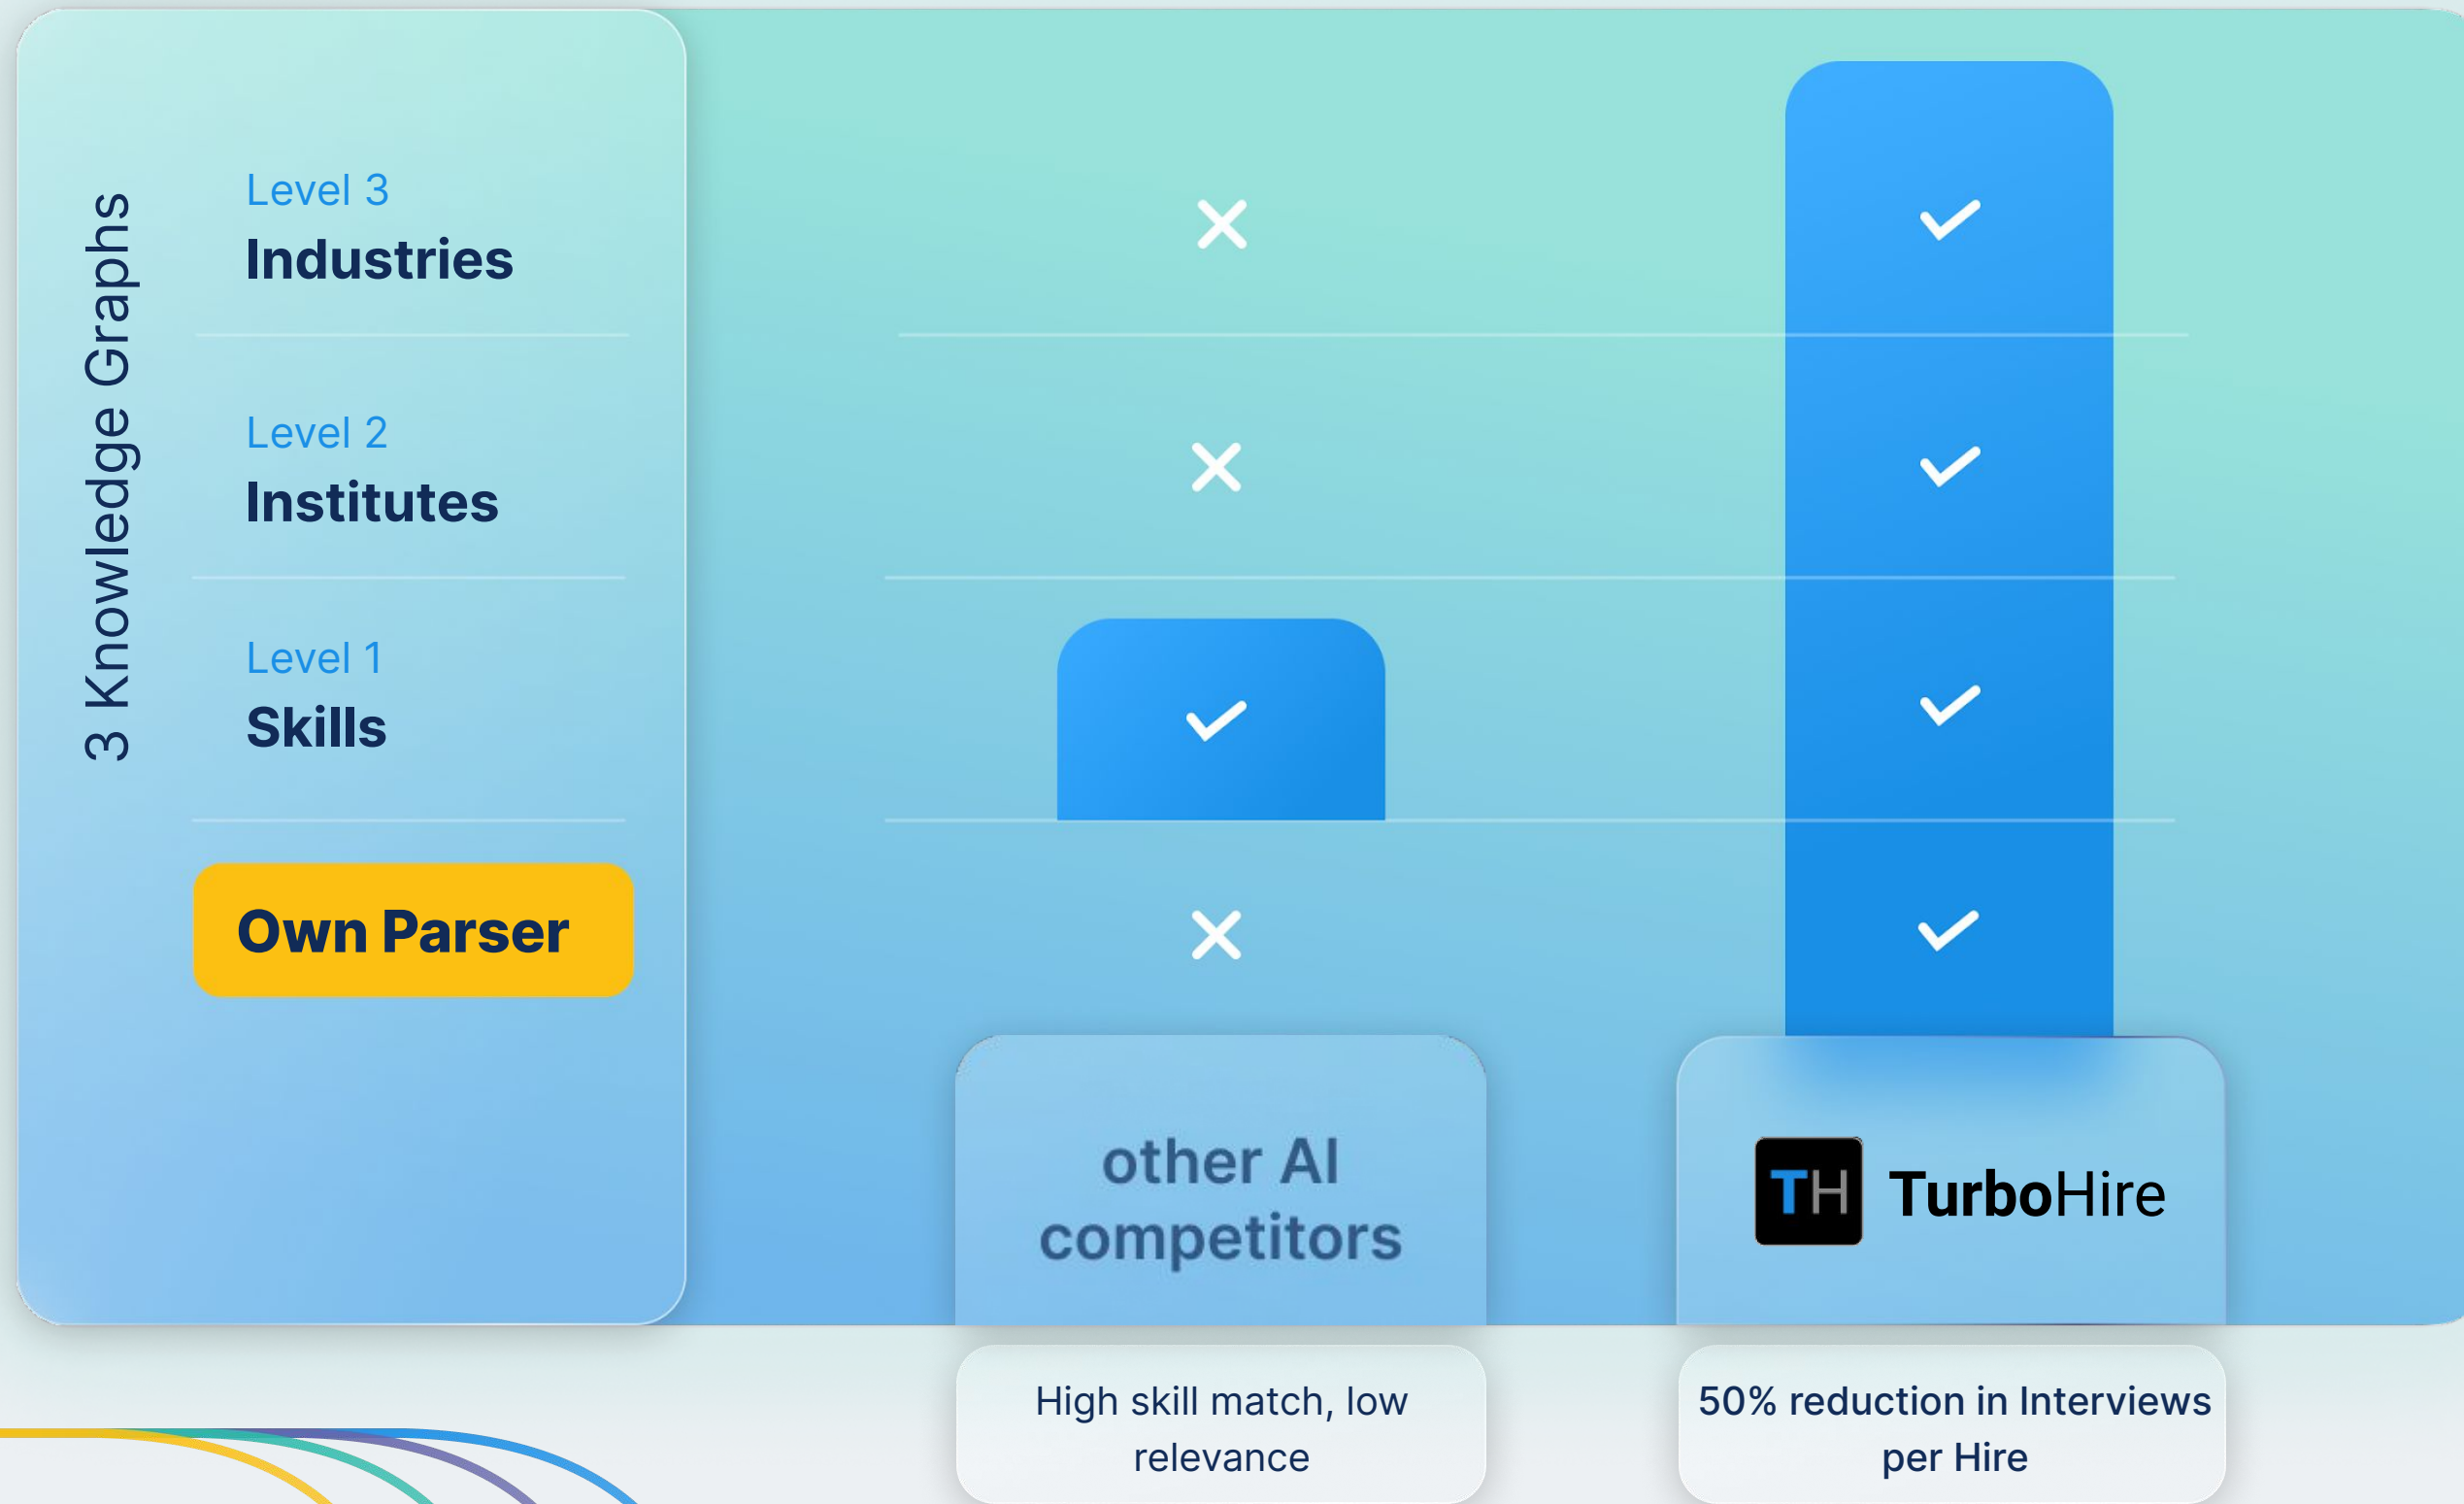 3 Knowledge Graphs
Level 3
Industries
Level 2
Institutes
Level 1
Skills
Own Parser
other AI
competitors
TH TurboHire
High skill match, low
relevance
50% reduction in Interviews
per Hire